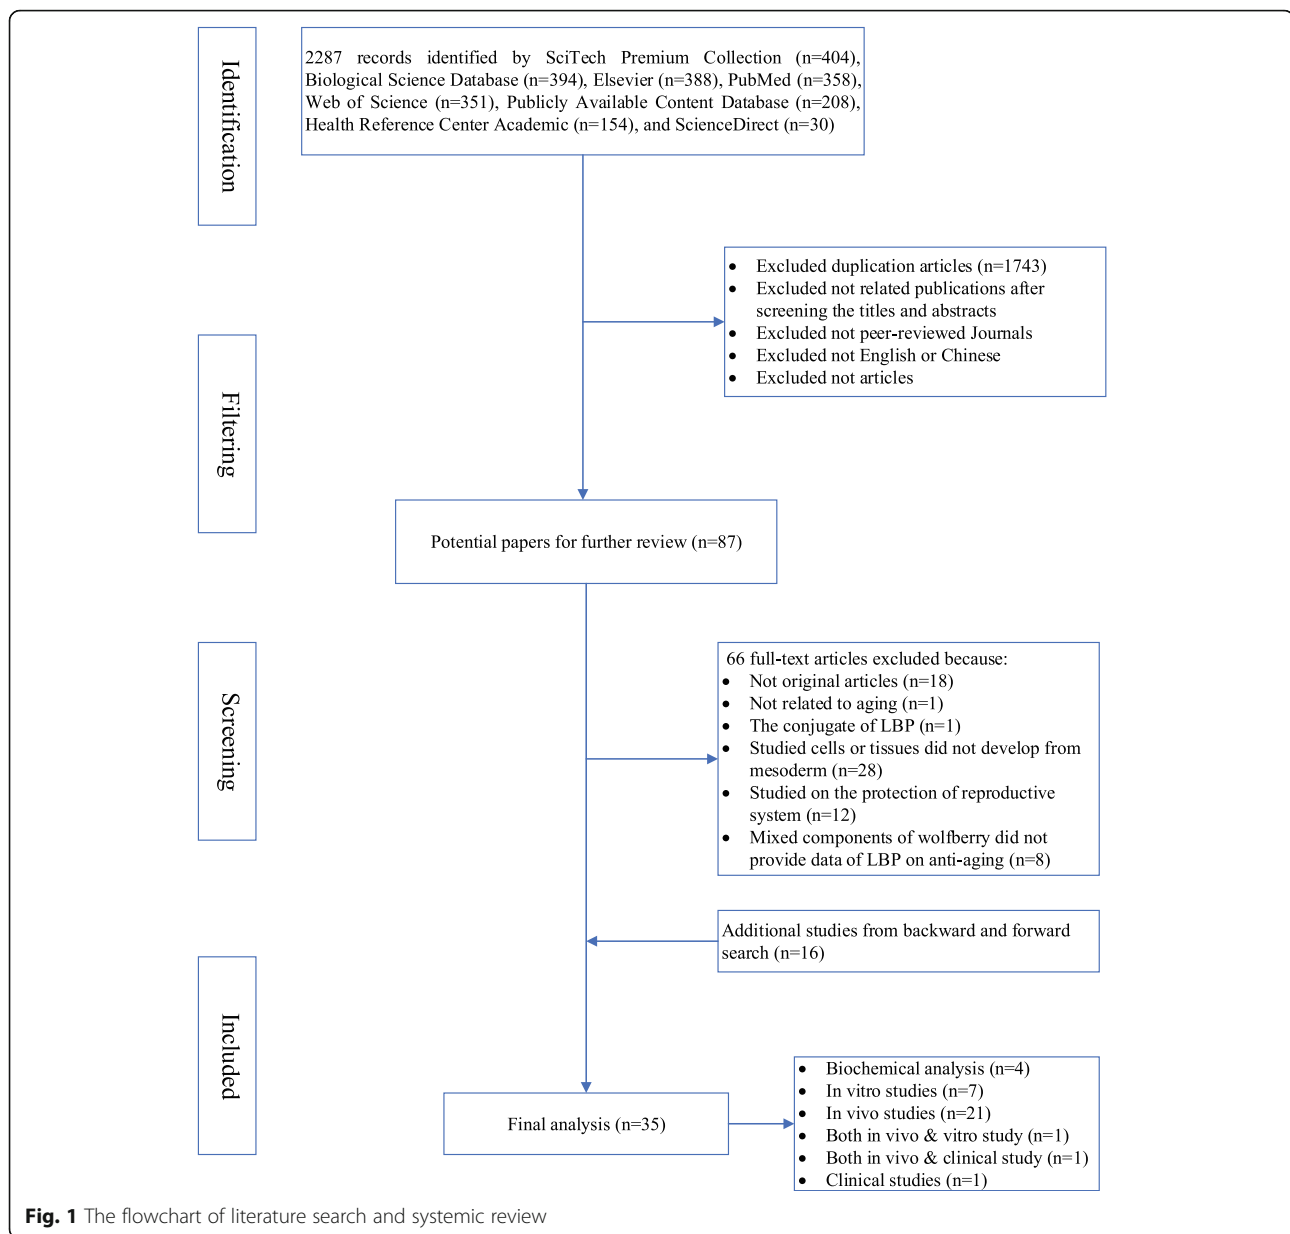 Identification
2287 records identified by SciTech Premium Collection (n=404),
Biological Science Database (n=394), Elsevier (n=388), PubMed (n=358),
Web of Science (n=351), Publicly Available Content Database (n=208),
Health Reference Center Academic (n=154), and ScienceDirect (n=30)
• Excluded duplication articles (n=1743)
• Excluded not related publications after
screening the titles and abstracts
• Excluded not peer-reviewed Journals
• Excluded not English or Chinese
• Excluded not articles
Filtering
Potential papers for further review (n=87)
Screening
66 full-text articles excluded because:
• Not original articles (n=18)
• Not related to aging (n=1)
• The conjugate of LBP (n=1)
• Studied cells or tissues did not develop from
mesoderm (n=28)
• Studied on the protection of reproductive
system (n=12)
• Mixed components of wolfberry did not
provide data of LBP on anti-aging (n=8)
Additional studies from backward and forward
search (n=16)
Included
Final analysis (n=35)
• Biochemical analysis (n=4)
• In vitro studies (n=7)
• In vivo studies (n=21)
• Both in vivo & vitro study (n=1)
• Both in vivo & clinical study (n=1)
• Clinical studies (n=1)
Fig. 1 The flowchart of literature search and systemic review